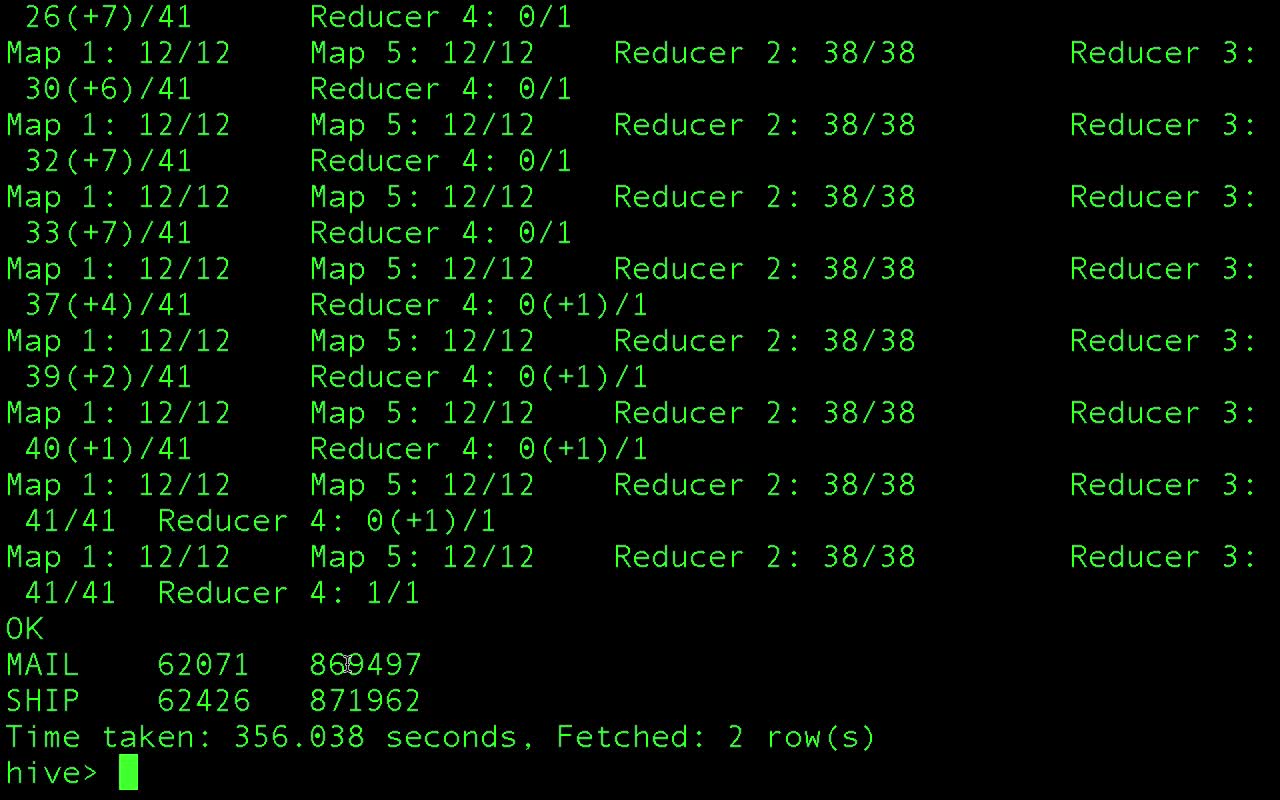 26(+7)/41 Reducer 4: 0/1
Map 1: 12/12 Map 5: 12/12 Reducer 2: 38/38 Reducer 3:
30(+6)/41 Reducer 4: 0/1
Map 1: 12/12 Map 5: 12/12 Reducer 2: 38/38 Reducer 3:
32(+7)/41 Reducer 4: 0/1
Map 1: 12/12 Map 5: 12/12 Reducer 2: 38/38 Reducer 3:
33(+7)/41 Reducer 4: 0/1
Map 1: 12/12 Map 5: 12/12 Reducer 2: 38/38 Reducer 3:
37(+4)/41 Reducer 4: 0(+1)/1
Map 1: 12/12 Map 5: 12/12 Reducer 2: 38/38 Reducer 3:
39(+2)/41 Reducer 4: 0(+1)/1
Map 1: 12/12 Map 5: 12/12 Reducer 2: 38/38 Reducer 3:
40(+1)/41 Reducer 4: 0(+1)/1
Map 1: 12/12 Map 5: 12/12 Reducer 2: 38/38 Reducer 3:
41/41 Reducer 4: 0(+1)/1
Map 1: 12/12 Map 5: 12/12 Reducer 2: 38/38 Reducer 3:
41/41 Reducer 4: 1/1
OK
MAIL 62071 869497
SHIP 62426 871962
Time taken: 356.038 seconds, Fetched: 2 row(s)
hive>